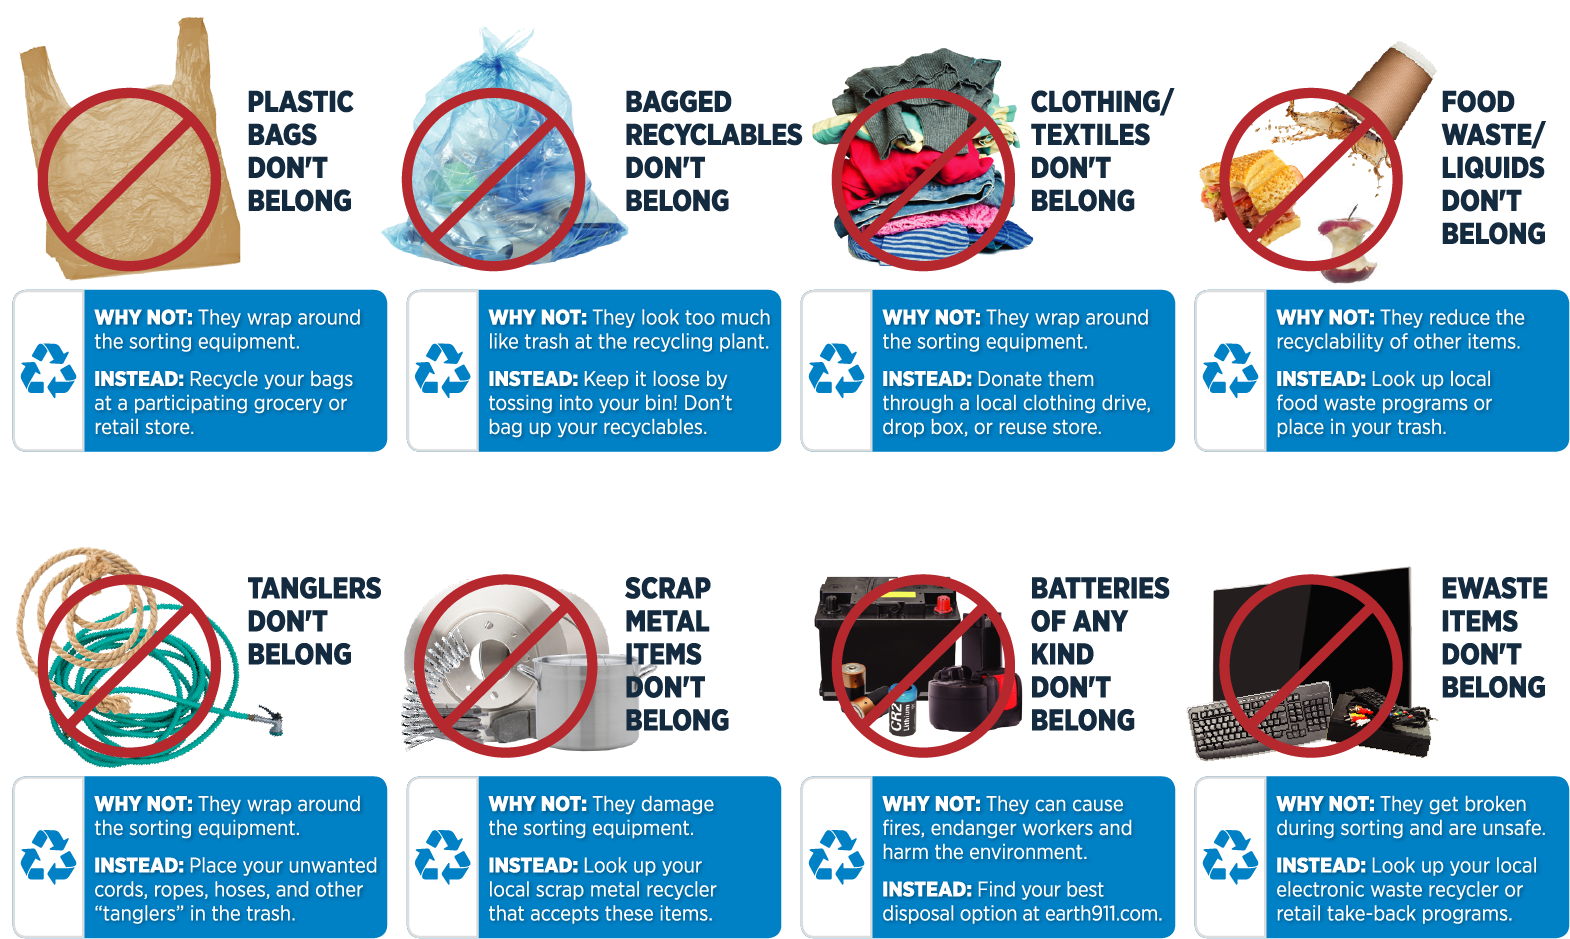 PLASTIC
BAGS
DON'T
BELONG
WHY NOT: They wrap around
the sorting equipment.
INSTEAD: Recycle your bags
at a participating grocery or
retail store.
BAGGED
RECYCLABLES
DON'T
BELONG
WHY NOT: They look too much
like trash at the recycling plant.
INSTEAD: Keep it loose by
tossing into your bin! Don’t
bag up your recyclables.
CLOTHING/
TEXTILES
DON'T
BELONG
WHY NOT: They wrap around
the sorting equipment.
INSTEAD: Donate them
through a local clothing drive,
drop box, or reuse store.
FOOD
WASTE/
LIQUIDS
DON'T
BELONG
WHY NOT: They reduce the
recyclability of other items.
INSTEAD: Look up local
food waste programs or
place in your trash.
TANGLERS
DON'T
BELONG
WHY NOT: They wrap around
the sorting equipment.
INSTEAD: Place your unwanted
cords, ropes, hoses, and other
“tanglers” in the trash.
SCRAP
METAL
ITEMS
DON'T
BELONG
WHY NOT: They damage
the sorting equipment.
INSTEAD: Look up your
local scrap metal recycler
that accepts these items.
CR2
Lithium
BATTERIES
OF ANY
KIND
DON'T
BELONG
WHY NOT: They can cause
fires, endanger workers and
harm the environment.
INSTEAD: Find your best
disposal option at earth911.com.
EWASTE
ITEMS
DON'T
BELONG
WHY NOT: They get broken
during sorting and are unsafe.
INSTEAD: Look up your local
electronic waste recycler or
retail take-back programs.